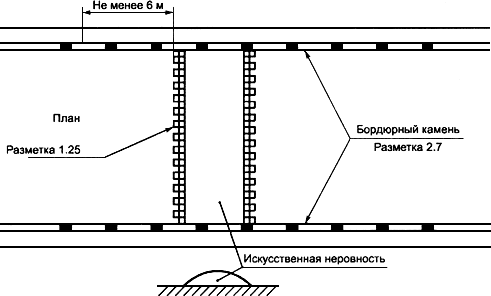 Не менее 6 м
План
Разметка 1.25
Бордюрный камень
Разметка 2.7
Искусственная неровность